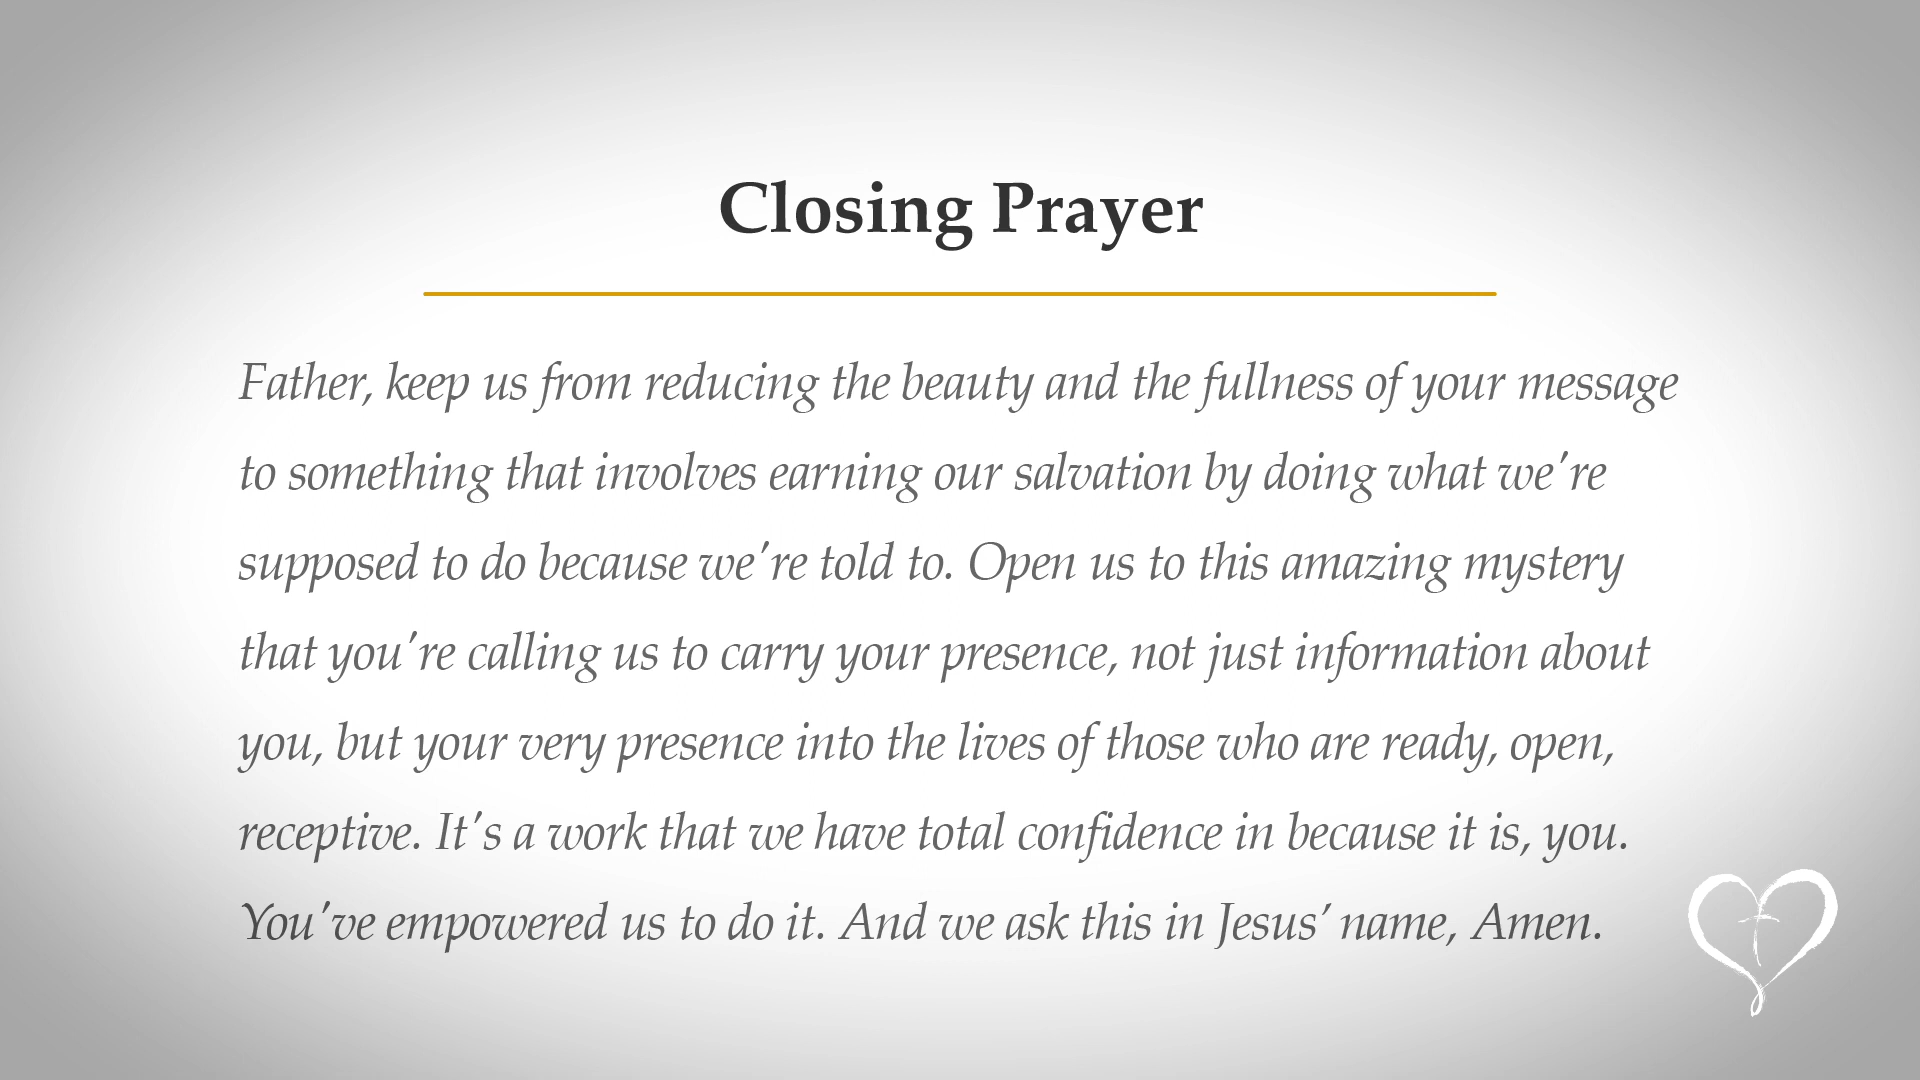 Closing Prayer
Father, keep us from reducing the beauty and the fullness of your message
to something that involves earning our salvation by doing what we're
supposed to do because we're told to. Open us to this amazing mystery
that you're calling us to carry your presence, not just information about
you, but your very presence into the lives of those who are ready, open,
receptive. It's a work that we have total confidence in because it is, you.
You've empowered us to do it. And we ask this in Jesus’ name, Amen.